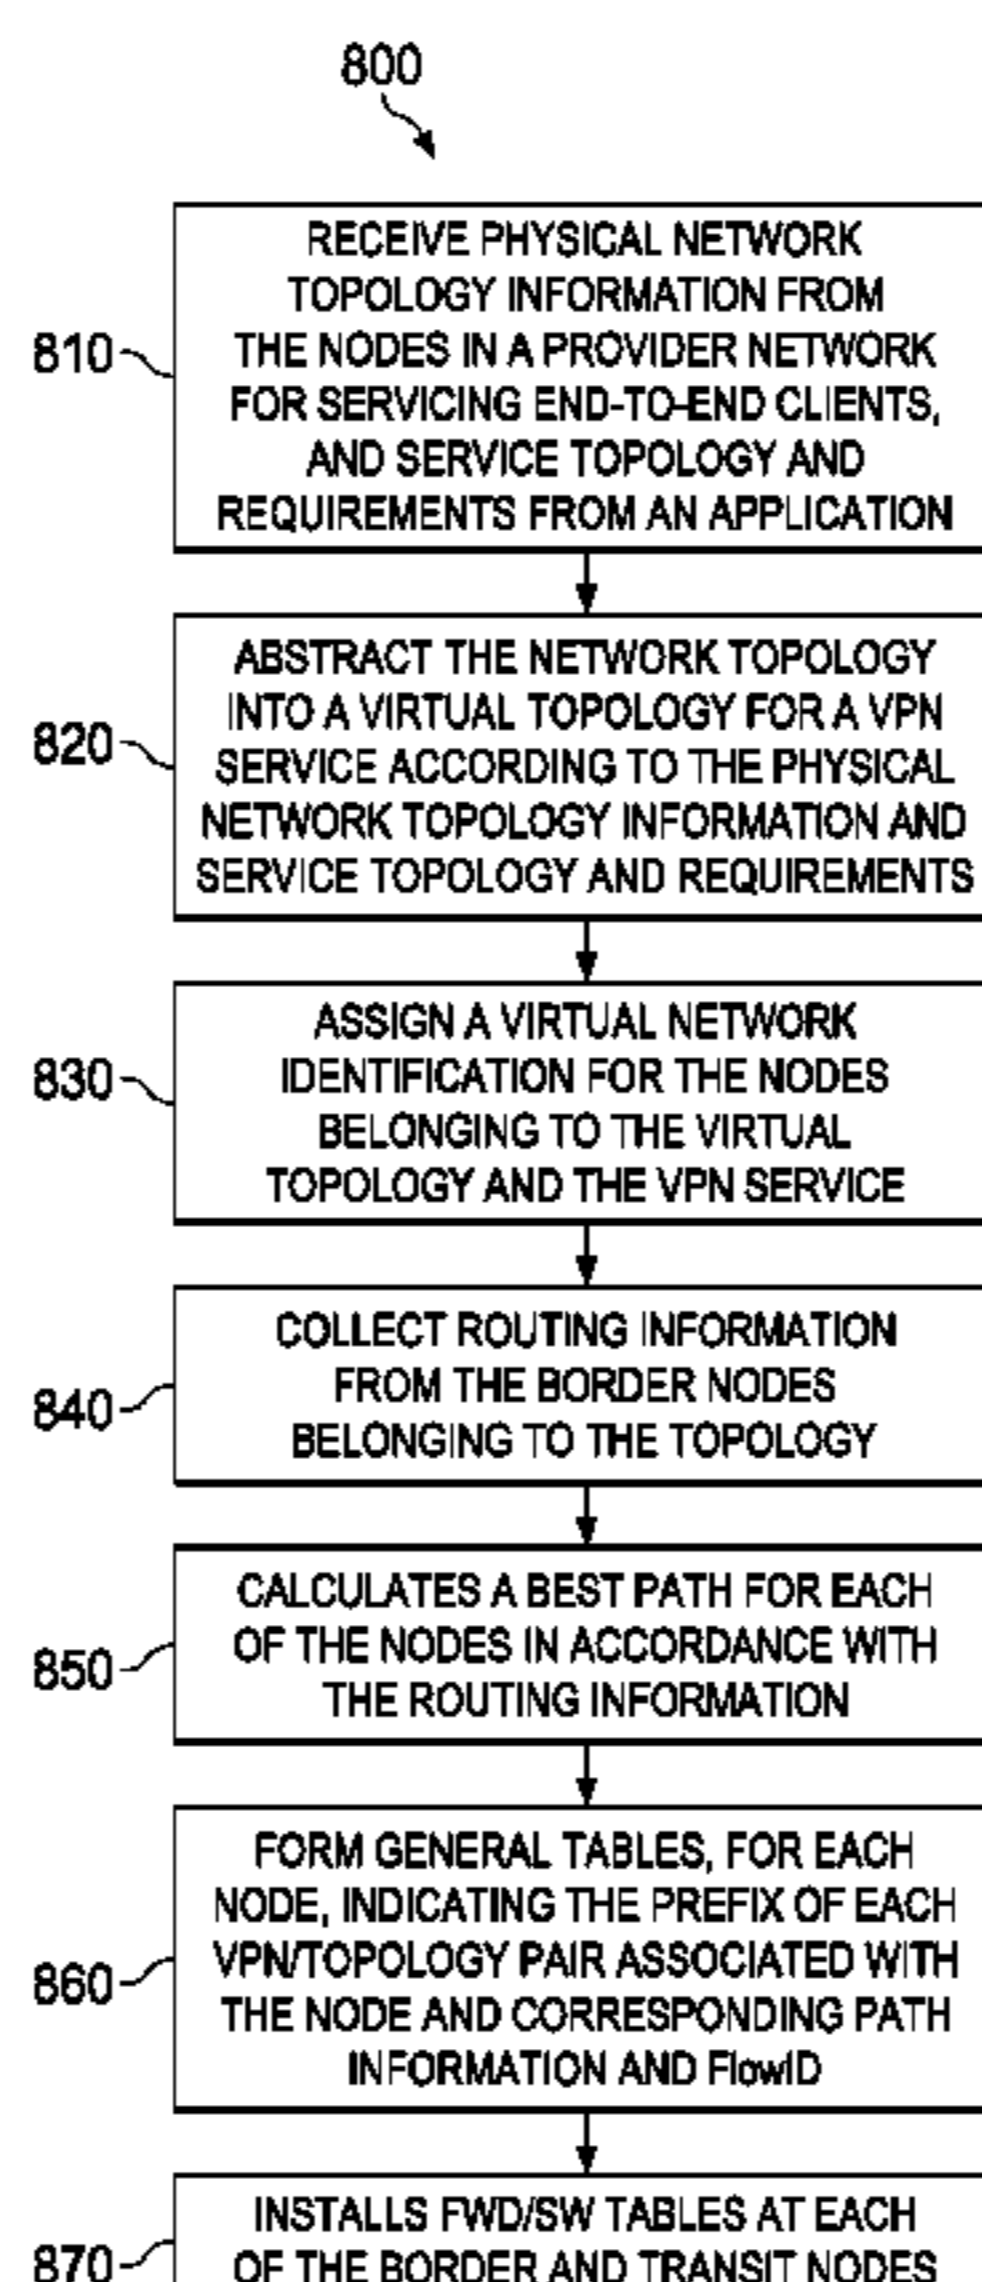 800
810
RECEIVE PHYSICAL NETWORK
TOPOLOGY INFORMATION FROM
THE NODES IN A PROVIDER NETWORK
FOR SERVICING END-TO-END CLIENTS,
AND SERVICE TOPOLOGY AND
REQUIREMENTS FROM AN APPLICATION
820
ABSTRACT THE NETWORK TOPOLOGY
INTO A VIRTUAL TOPOLOGY FOR A VPN
SERVICE ACCORDING TO THE PHYSICAL
NETWORK TOPOLOGY INFORMATION AND
SERVICE TOPOLOGY AND REQUIREMENTS
830
ASSIGN A VIRTUAL NETWORK
IDENTIFICATION FOR THE NODES
BELONGING TO THE VIRTUAL
TOPOLOGY AND THE VPN SERVICE
840
COLLECT ROUTING INFORMATION
FROM THE BORDER NODES
BELONGING TO THE TOPOLOGY
850
CALCULATES A BEST PATH FOR EACH
OF THE NODES IN ACCORDANCE WITH
THE ROUTING INFORMATION
860
FORM GENERAL TABLES, FOR EACH
NODE, INDICATING THE PREFIX OF EACH
VPN/TOPOLOGY PAIR ASSOCIATED WITH
THE NODE AND CORRESPONDING PATH
INFORMATION AND FlowID
870
INSTALLS FWD/SW TABLES AT EACH
OF THE BORDER AND TRANSIT NODES